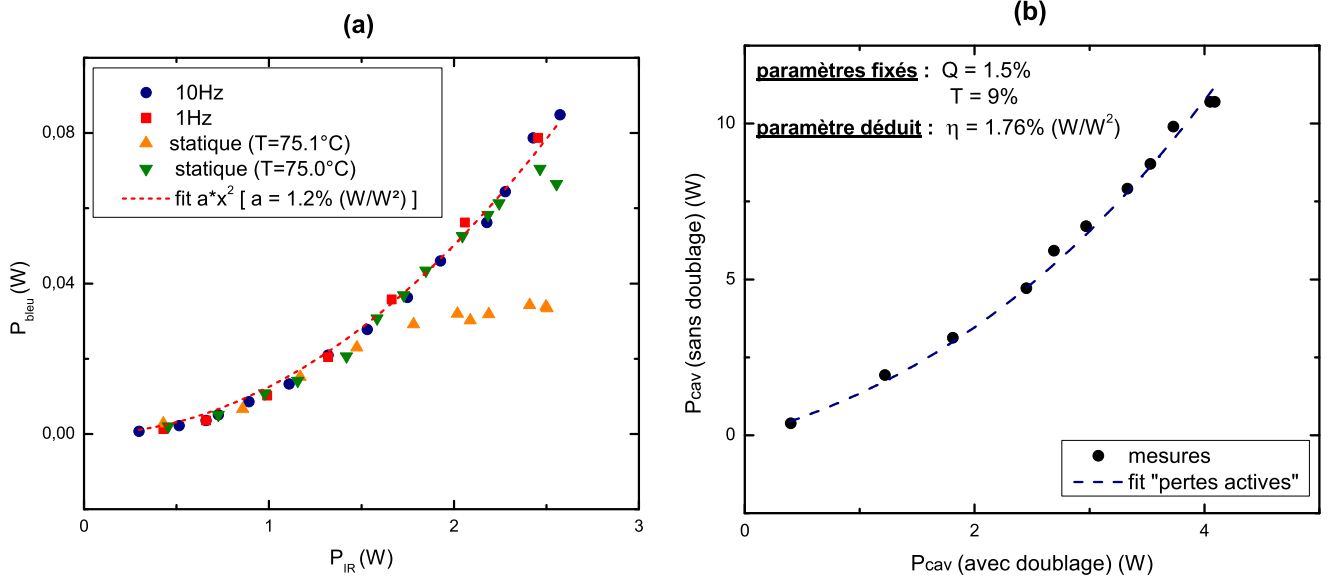 (a)
10Hz
1Hz
statique (T=75.1°C)
statique (T=75.0°C)
fit a*x² [ a = 1.2% (W/W²) ]
0,08
0,04
0,00
P_bleu (W)
0
1
2
3
P_IR (W)
(b)
paramètres fixés : Q = 1.5%
T = 9%
paramètre déduit : η = 1.76% (W/W²)
10
5
0
Pcav (sans doublage) (W)
mesures
fit "pertes actives"
0
2
4
Pcav (avec doublage) (W)